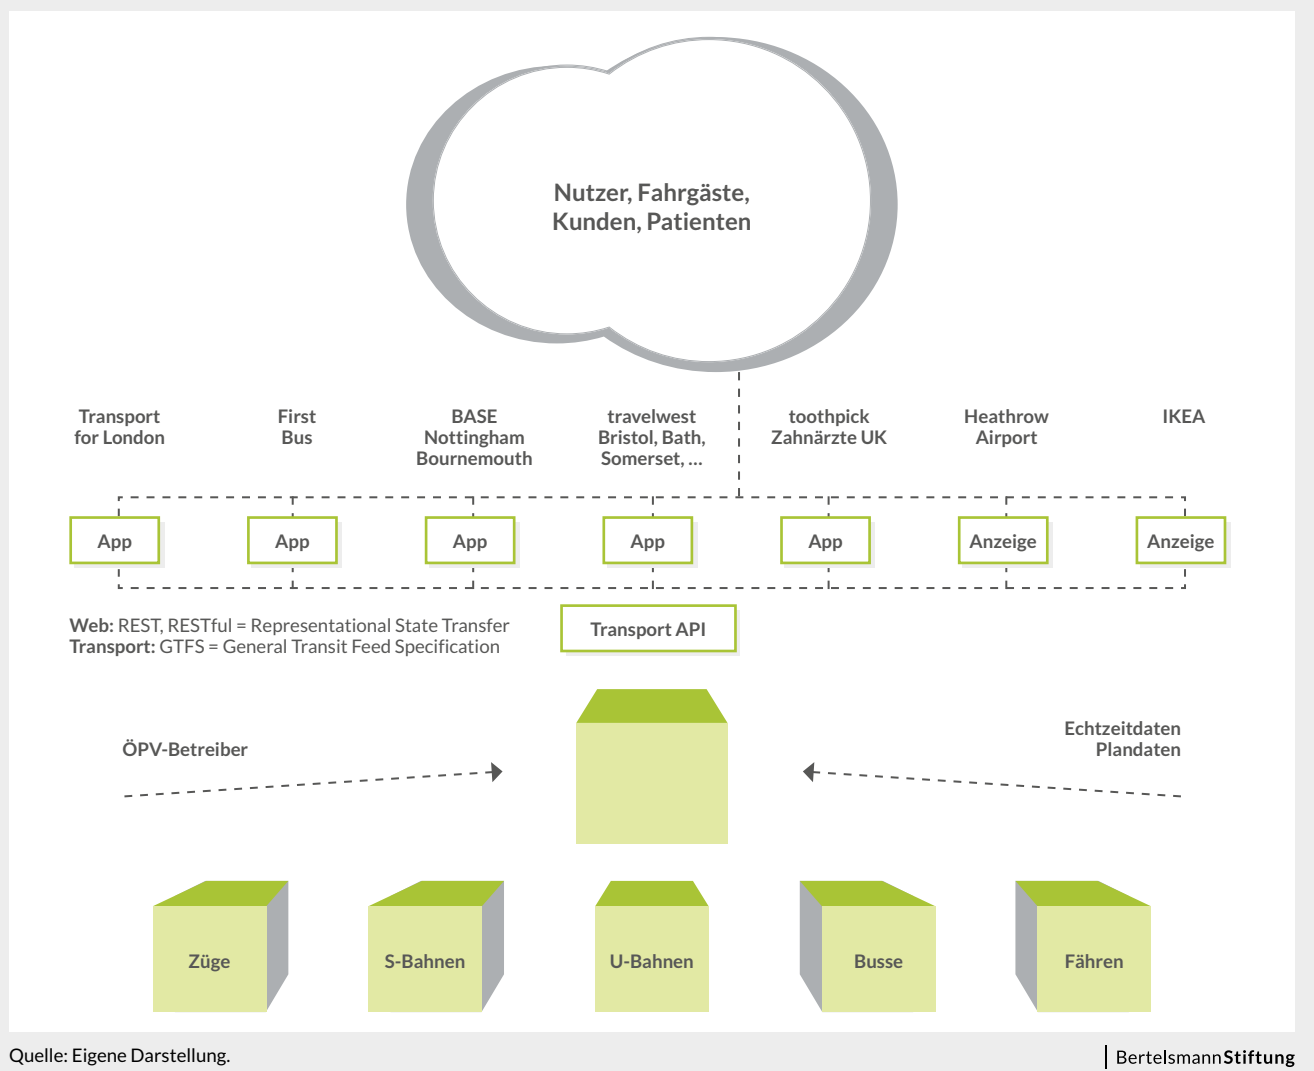 Nutzer, Fahrgäste,
Kunden, Patienten
Transport
for London
First
Bus
BASE
Nottingham
Bournemouth
travelwest
Bristol, Bath,
Somerset, ...
toothpick
Zahnärzte UK
Heathrow
Airport
IKEA
App
App
App
App
App
Anzeige
Anzeige
Web: REST, RESTful = Representational State Transfer
Transport: GTFS = General Transit Feed Specification
Transport API
ÖPV-Betreiber
Echtzeitdaten
Plandaten
Züge
S-Bahnen
U-Bahnen
Busse
Fähren
Quelle: Eigene Darstellung.
BertelsmannStiftung